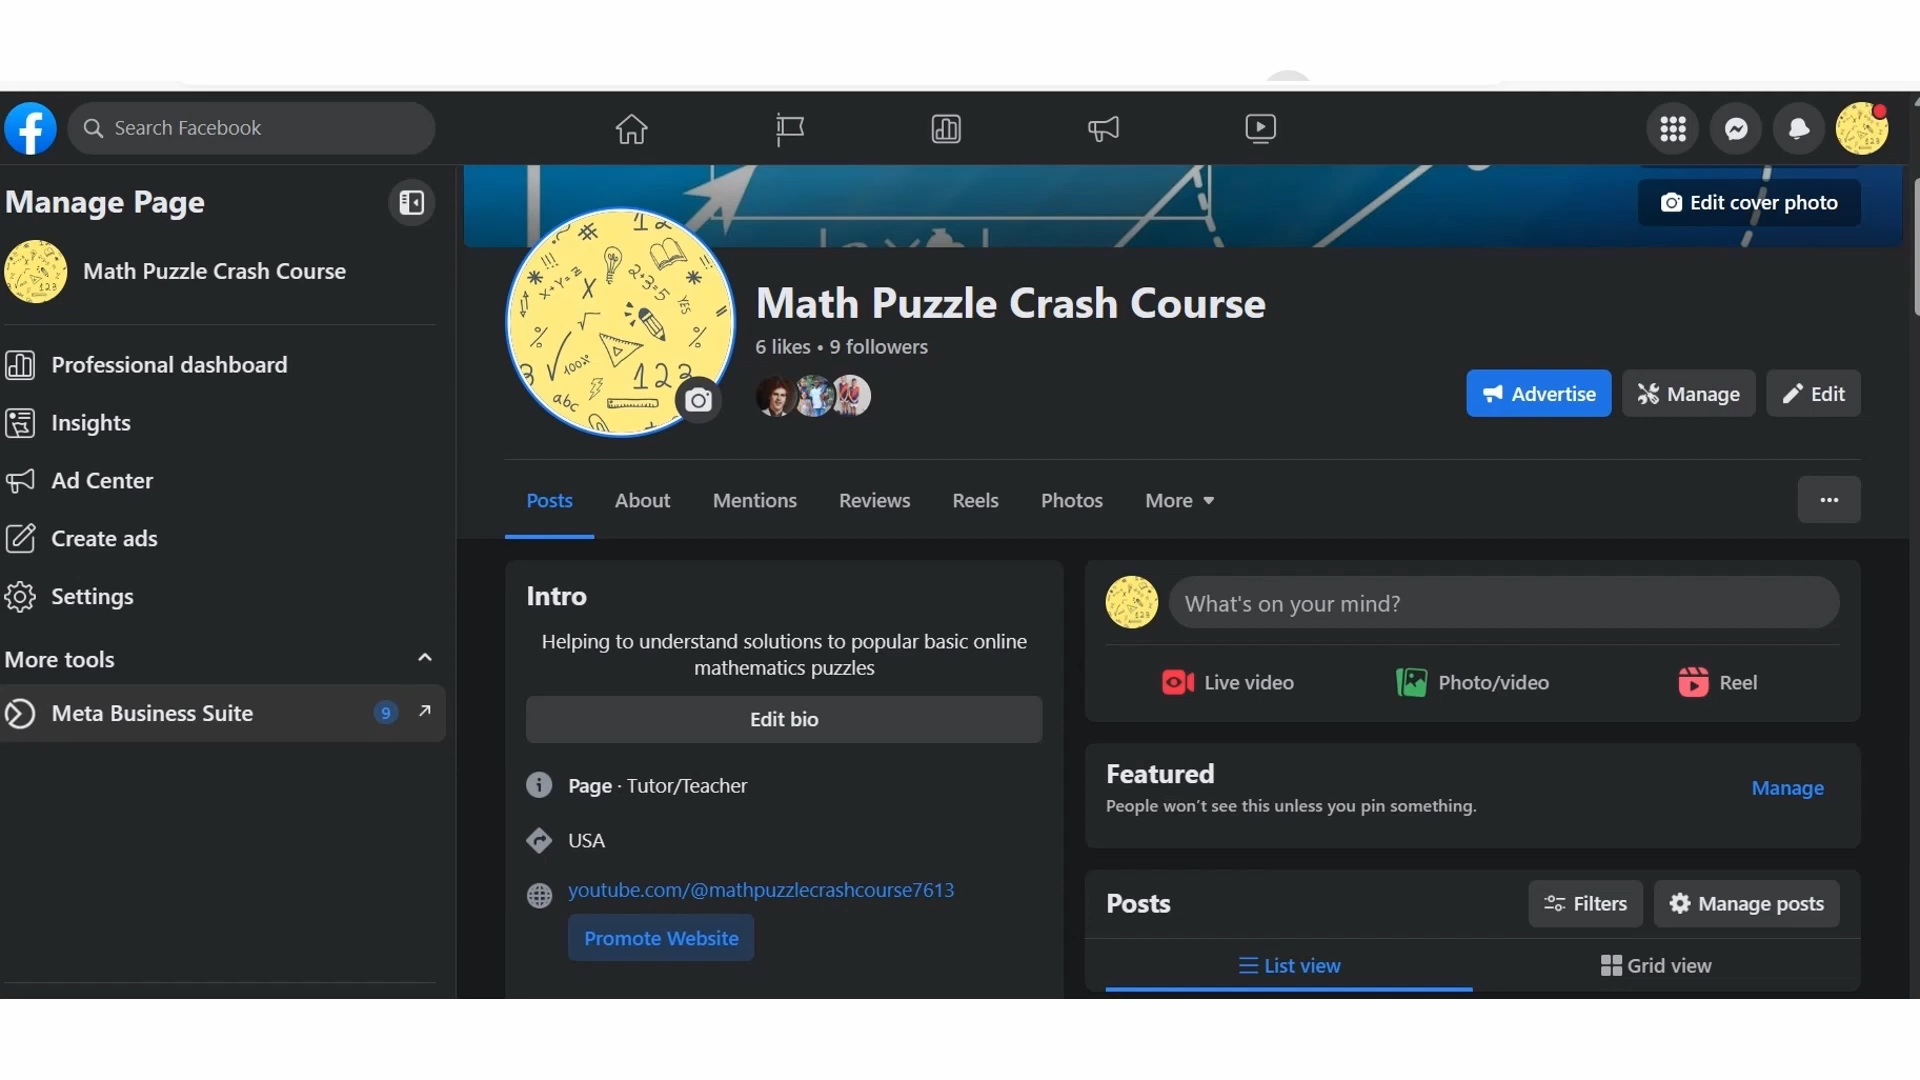 Search Facebook
Manage Page
Math Puzzle Crash Course
Professional dashboard
Insights
Ad Center
Create ads
Settings
More tools
Meta Business Suite 9
Edit cover photo
Math Puzzle Crash Course
6 likes • 9 followers
Advertise
Manage
Edit
Posts
About
Mentions
Reviews
Reels
Photos
More
Intro
Helping to understand solutions to popular basic online
mathematics puzzles
Edit bio
Page · Tutor/Teacher
USA
youtube.com/@mathpuzzlecrashcourse7613
Promote Website
What's on your mind?
Live video
Photo/video
Reel
Featured
People won't see this unless you pin something.
Manage
Posts
Filters
Manage posts
List view
Grid view